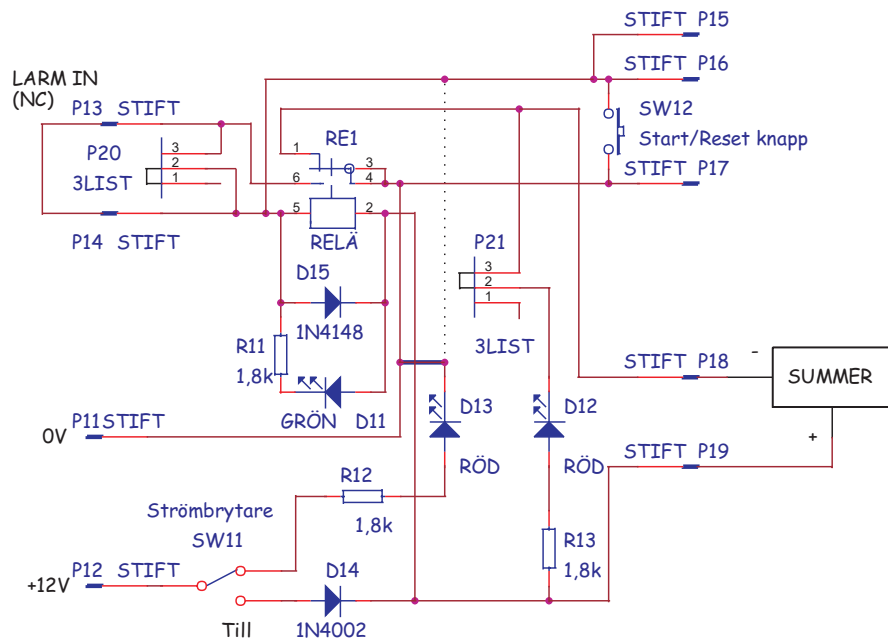 STIFT P15
STIFT P16
LARM IN
(NC)
P13 STIFT
SW12
Start/Reset knapp
P20
3LIST
3
2
1
RE1
1
3
6
4
STIFT P17
5
2
P14 STIFT
RELÄ
P21
3
2
1
3LIST
D15
1N4148
R11
1,8k
GRÖN D11
STIFT P18
-
SUMMER
+
D13
RÖD
D12
RÖD
P11STIFT
0V
STIFT P19
R12
1,8k
Strömbrytare
SW11
R13
1,8k
P12 STIFT
+12V
D14
1N4002
Till